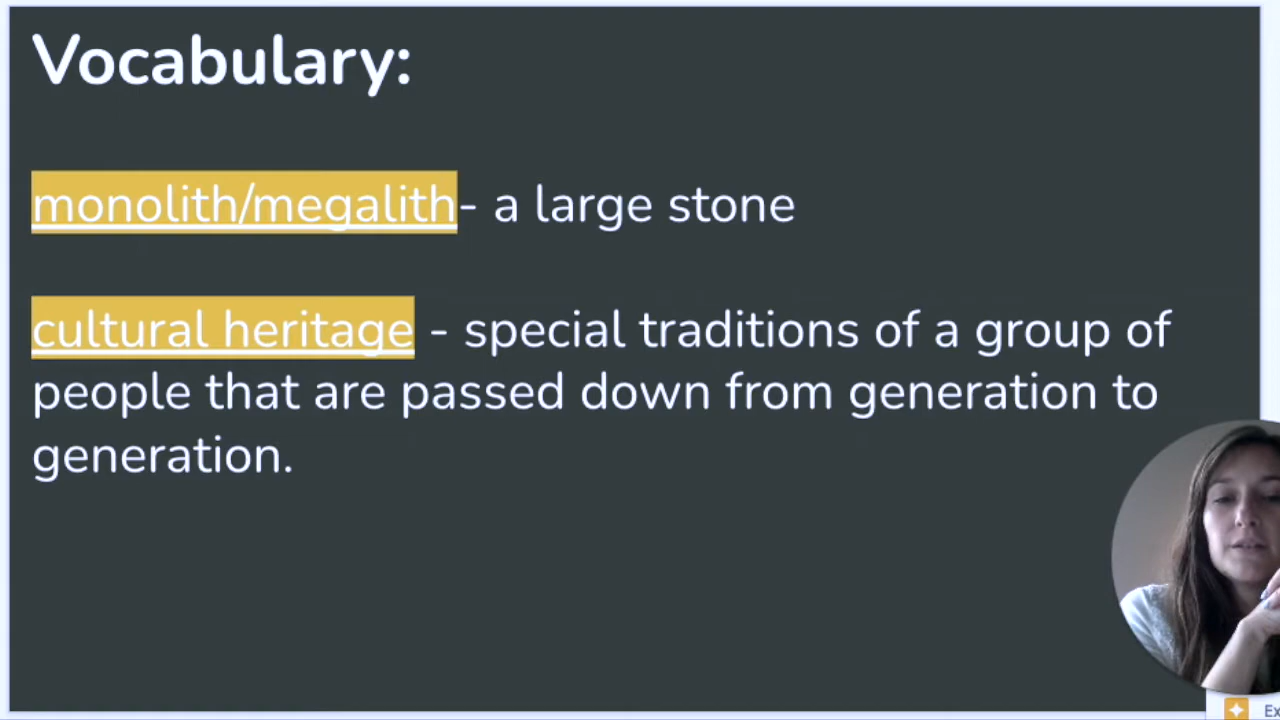 Vocabulary:
monolith/megalith- a large stone
cultural heritage - special traditions of a group of
people that are passed down from generation to
generation.
Ex